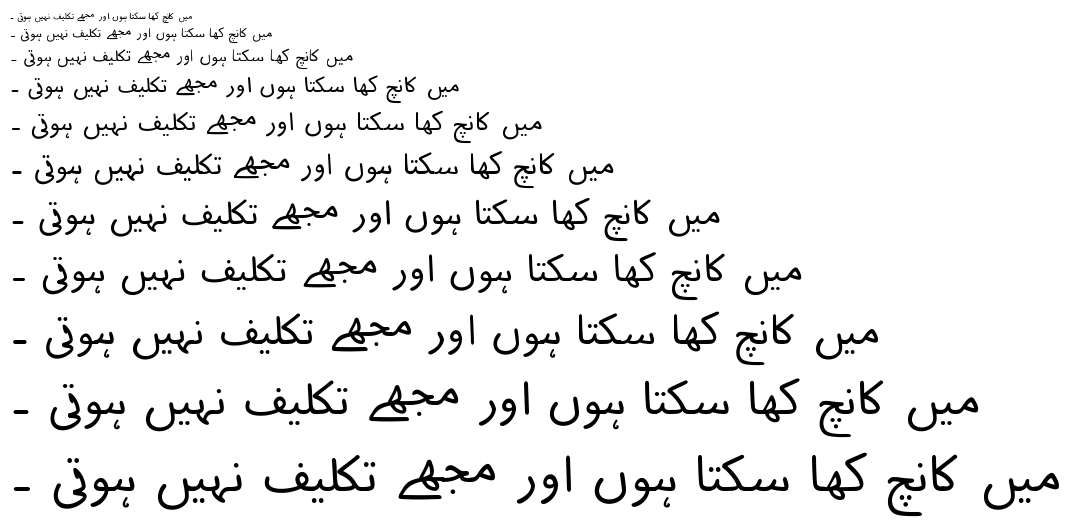 میں کانچ کھا سکتا ہوں اور مجھے تکلیف نہیں ہوتی ۔
میں کانچ کھا سکتا ہوں اور مجھے تکلیف نہیں ہوتی ۔
میں کانچ کھا سکتا ہوں اور مجھے تکلیف نہیں ہوتی ۔
میں کانچ کھا سکتا ہوں اور مجھے تکلیف نہیں ہوتی ۔
میں کانچ کھا سکتا ہوں اور مجھے تکلیف نہیں ہوتی ۔
میں کانچ کھا سکتا ہوں اور مجھے تکلیف نہیں ہوتی ۔
میں کانچ کھا سکتا ہوں اور مجھے تکلیف نہیں ہوتی ۔
میں کانچ کھا سکتا ہوں اور مجھے تکلیف نہیں ہوتی ۔
میں کانچ کھا سکتا ہوں اور مجھے تکلیف نہیں ہوتی ۔
میں کانچ کھا سکتا ہوں اور مجھے تکلیف نہیں ہوتی ۔
میں کانچ کھا سکتا ہوں اور مجھے تکلیف نہیں ہوتی ۔